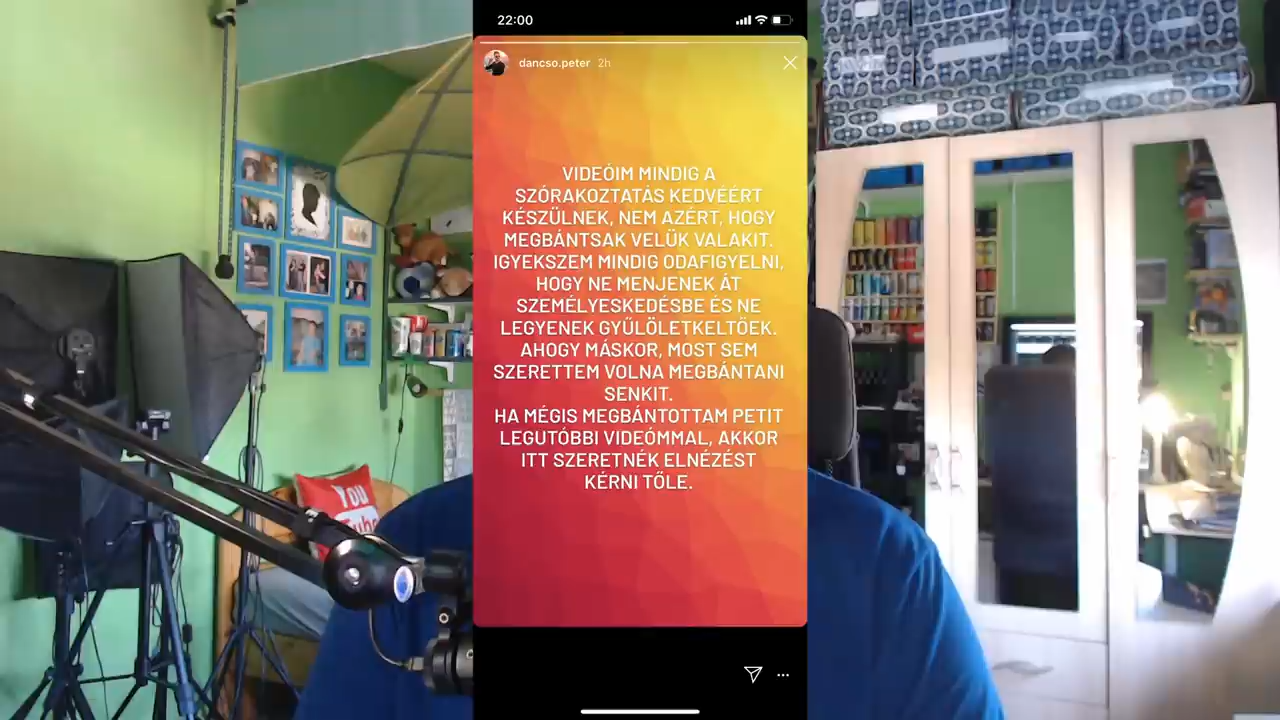 22:00
dancso.peter 2h
VIDEÓIM MINDIG A
SZÓRAKOZTATÁS KEDVÉÉRT
KÉSZÜLNEK, NEM AZÉRT, HOGY
MEGBÁNTSAK VELÜK VALAKIT.
IGYEKSZEM MINDIG ODAFIGYELNI,
HOGY NE MENJENEK ÁT
SZEMÉLYESKEDÉSBE ÉS NE
LEGYENEK GYŰLÖLETKELTŐEK.
AHOGY MÁSKOR, MOST SEM
SZERETTEM VOLNA MEGBÁNTANI
SENKIT.
HA MÉGIS MEGBÁNTOTTAM PETIT
LEGUTÓBBI VIDEÓMMAL, AKKOR
ITT SZERETNÉK ELNÉZÉST
KÉRNI TŐLE.
YOU
Tube